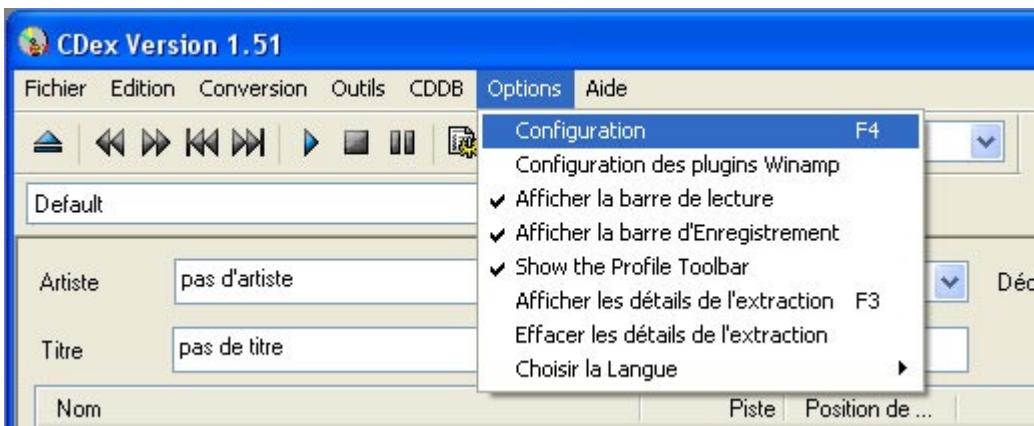 CDex Version 1.51
Fichier Edition Conversion Outils CDDB Options Aide
Configuration F4
Configuration des plugins Winamp
Default
Afficher la barre de lecture
Afficher la barre d'Enregistrement
Artiste pas d'artiste
Show the Profile Toolbar
Déc
Afficher les détails de l'extraction F3
Titre pas de titre
Effacer les détails de l'extraction
Choisir la Langue
Nom Piste Position de ...